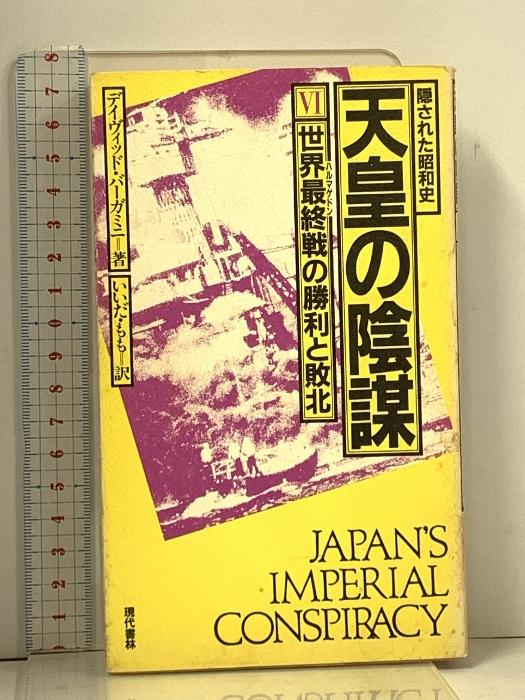 隠された昭和史
天皇の陰謀
VI 世界最終戦の勝利と敗北
ハルマゲドン
デイヴィッド・バーガミニ=著
いいだ・もも=訳
JAPAN'S
IMPERIAL
CONSPIRACY
現代書林
8
7
6
5
4
3
2
1
0
9
8
7
6
5
4
3
2
1